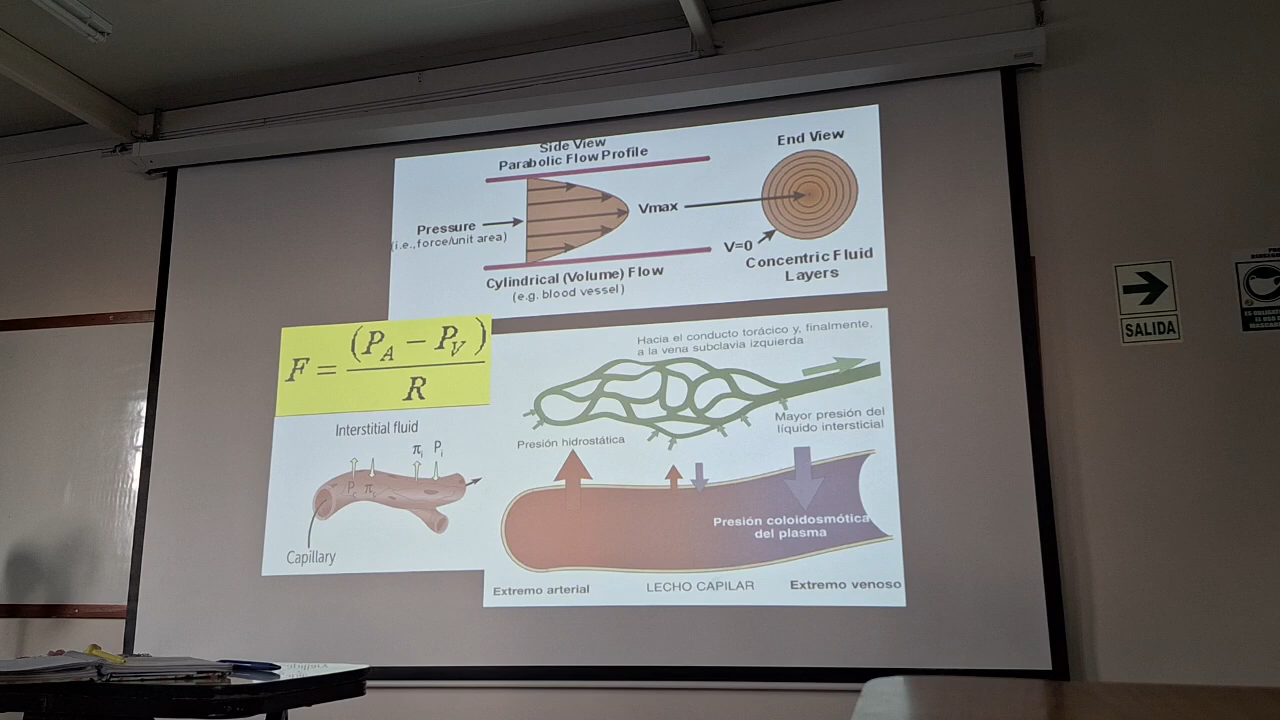 Side View
Parabolic Flow Profile
End View
Pressure
(i.e., force/unit area)
Vmax
V=0
Cylindrical (Volume) Flow
(e.g. blood vessel)
Concentric Fluid
Layers
F = (P_A − P_V) / R
Interstitial fluid
π_i P_i
P_c π_c
Capillary
Hacia el conducto torácico y, finalmente,
a la vena subclavia izquierda
Presión hidrostática
Mayor presión del
líquido intersticial
Presión coloidosmótica
del plasma
Extremo arterial
LECHO CAPILAR
Extremo venoso
SALIDA